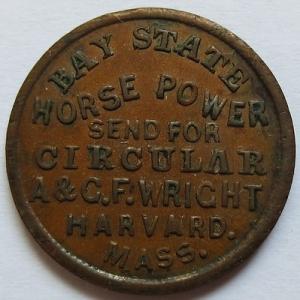 BAY STATE
HORSE POWER
SEND FOR
CIRCULAR
A & C.F. WRIGHT
HARVARD.
MASS.